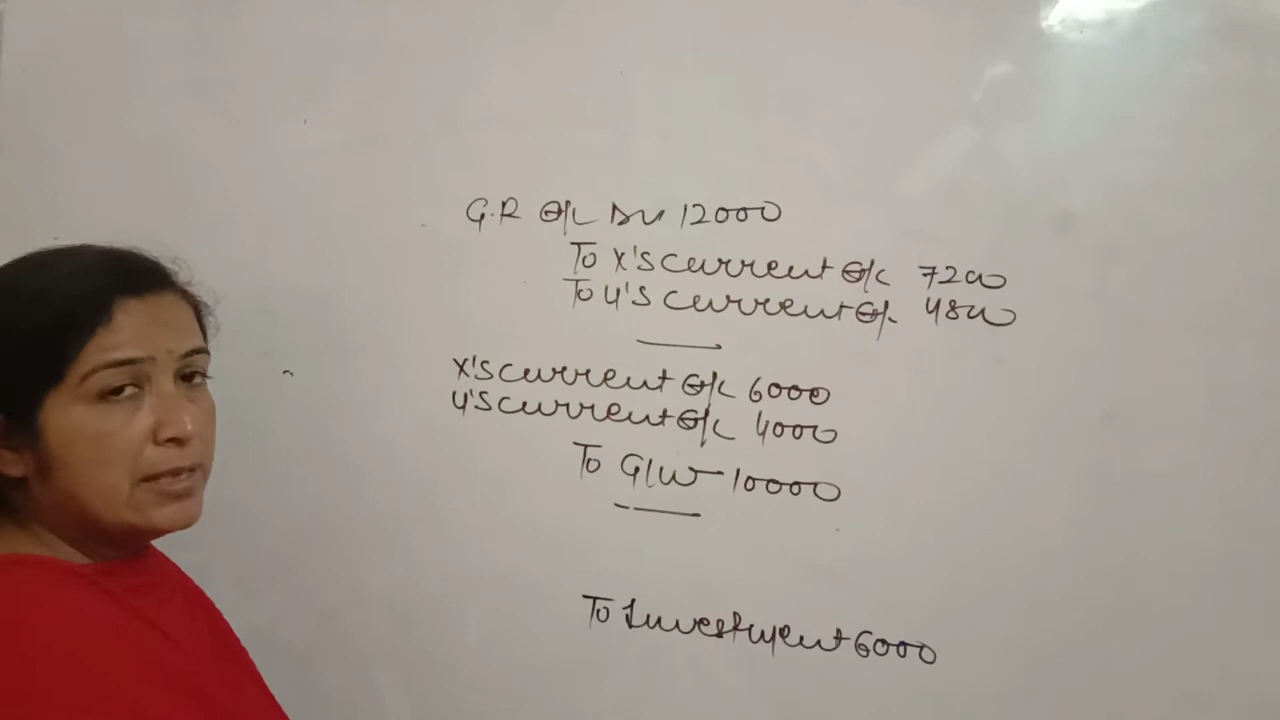 G.R A/c Dr 12000
To X's current A/c 7200
To Y's current A/c 4800
X's current A/c 6000
Y's current A/c 4000
To G/W 10000
To Investment 6000